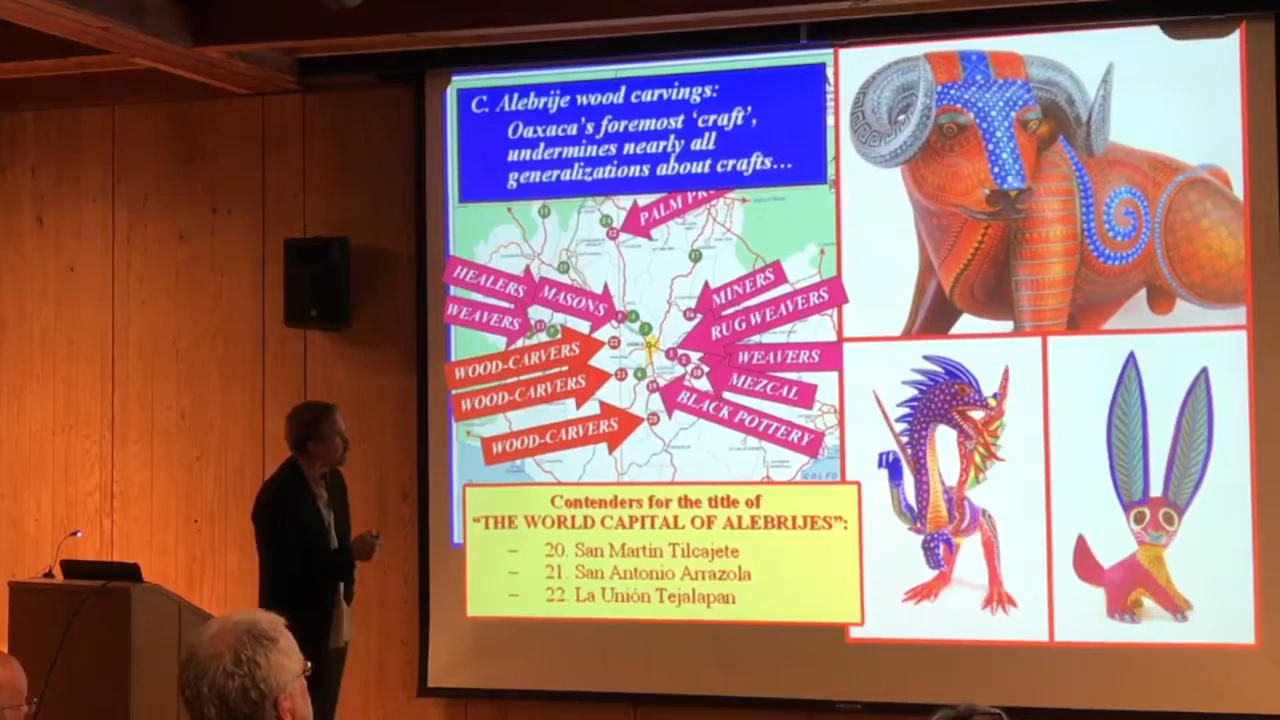 C. Alebrije wood carvings:
Oaxaca's foremost 'craft',
undermines nearly all
generalizations about crafts…
PALM
HEALERS
MASONS
WEAVERS
MINERS
RUG WEAVERS
WOOD-CARVERS
WEAVERS
WOOD-CARVERS
MEZCAL
BLACK POTTERY
WOOD-CARVERS
GOLFO
Contenders for the title of
"THE WORLD CAPITAL OF ALEBRIJES":
– 20. San Martin Tilcajete
– 21. San Antonio Arrazola
– 22. La Unión Tejalapan